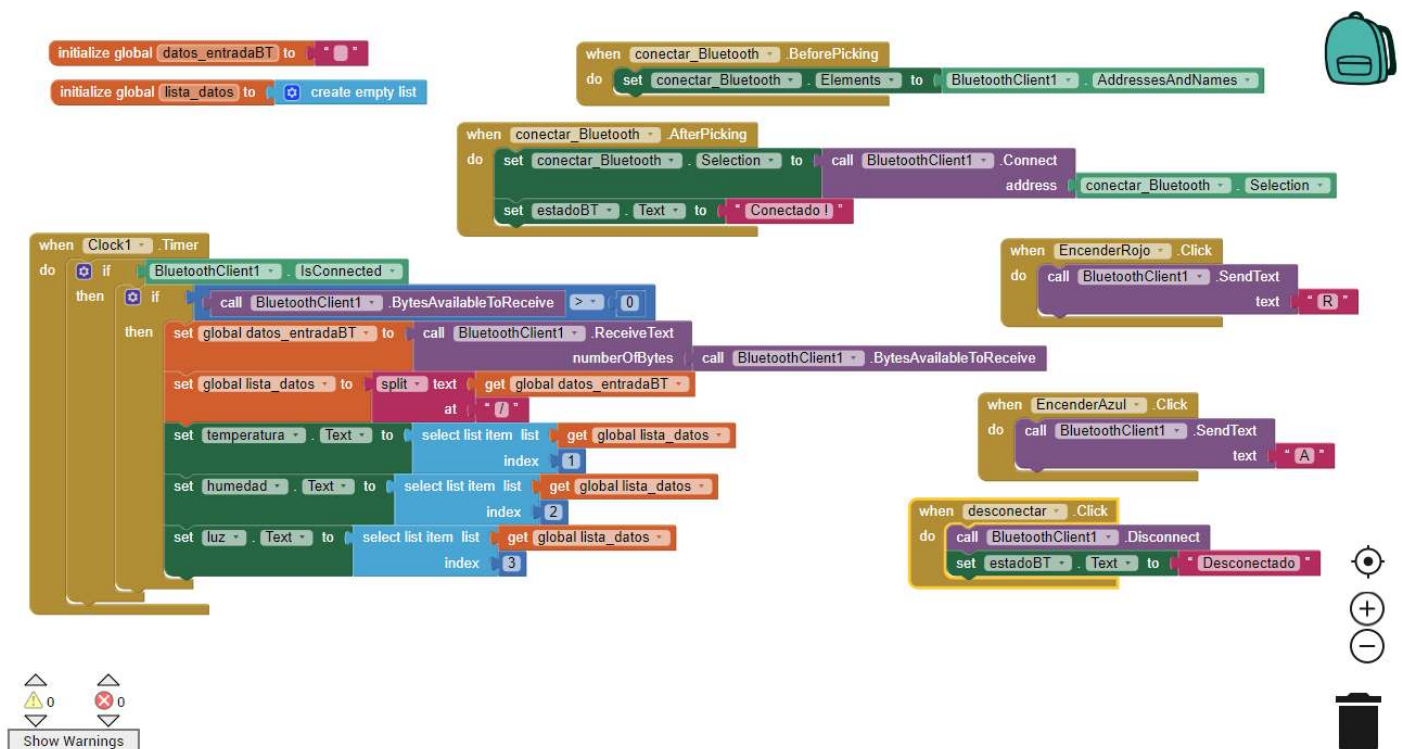 initialize global datos_entradaBT to " "
initialize global lista_datos to create empty list
when conectar_Bluetooth .BeforePicking
do set conectar_Bluetooth . Elements to BluetoothClient1 . AddressesAndNames
when conectar_Bluetooth .AfterPicking
do set conectar_Bluetooth . Selection to call BluetoothClient1 .Connect
address conectar_Bluetooth . Selection
set estadoBT . Text to " Conectado ! "
when Clock1 .Timer
do if BluetoothClient1 . IsConnected
then if call BluetoothClient1 .BytesAvailableToReceive > 0
then set global datos_entradaBT to call BluetoothClient1 .ReceiveText
numberOfBytes call BluetoothClient1 .BytesAvailableToReceive
set global lista_datos to split text get global datos_entradaBT
at " / "
set temperatura . Text to select list item list get global lista_datos
index 1
set humedad . Text to select list item list get global lista_datos
index 2
set luz . Text to select list item list get global lista_datos
index 3
when EncenderRojo .Click
do call BluetoothClient1 .SendText
text " R "
when EncenderAzul .Click
do call BluetoothClient1 .SendText
text " A "
when desconectar .Click
do call BluetoothClient1 .Disconnect
set estadoBT . Text to " Desconectado "
0 0
Show Warnings